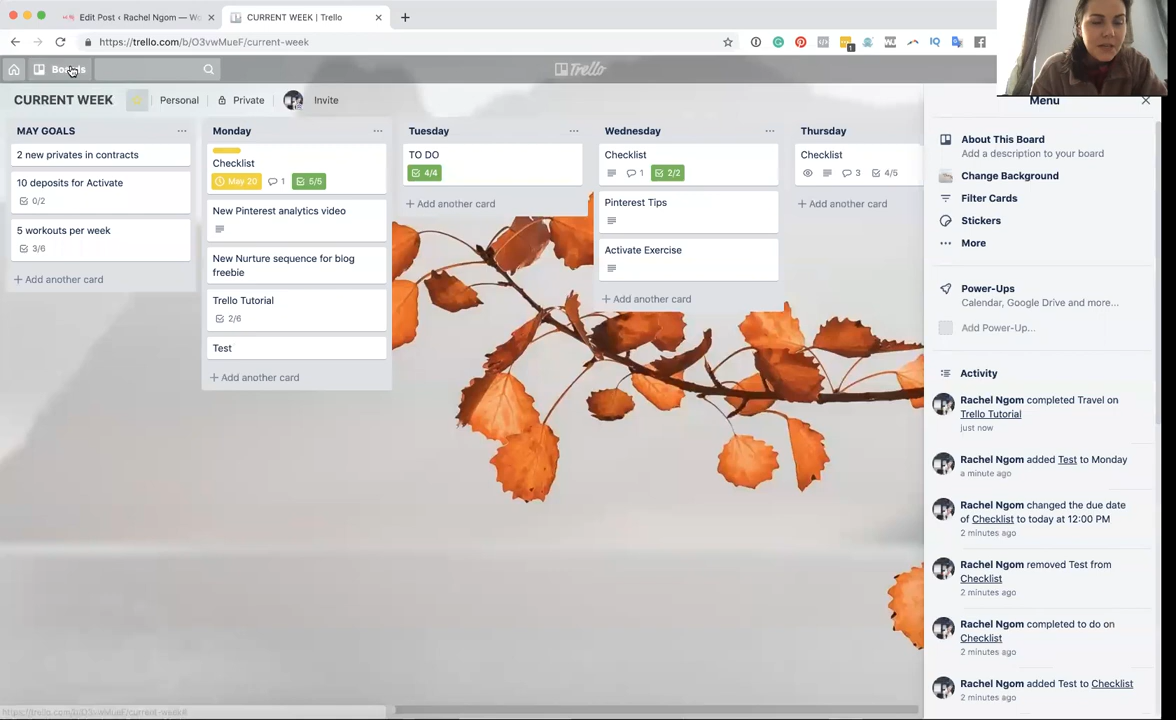 Edit Post ‹ Rachel Ngom — W
CURRENT WEEK | Trello
https://trello.com/b/O3vwMueF/current-week
Boards
Trello
CURRENT WEEK
Personal
Private
Invite
MAY GOALS
2 new privates in contracts
10 deposits for Activate
0/2
5 workouts per week
3/6
+ Add another card
Monday
Checklist
May 20
1
5/5
New Pinterest analytics video
New Nurture sequence for blog
freebie
Trello Tutorial
2/6
Test
+ Add another card
Tuesday
TO DO
4/4
+ Add another card
Wednesday
Checklist
1
2/2
Pinterest Tips
Activate Exercise
+ Add another card
Thursday
Checklist
3
4/5
+ Add another card
Menu
About This Board
Add a description to your board
Change Background
Filter Cards
Stickers
More
Power-Ups
Calendar, Google Drive and more...
Add Power-Up...
Activity
Rachel Ngom completed Travel on
Trello Tutorial
just now
Rachel Ngom added Test to Monday
a minute ago
Rachel Ngom changed the due date
of Checklist to today at 12:00 PM
2 minutes ago
Rachel Ngom removed Test from
Checklist
2 minutes ago
Rachel Ngom completed to do on
Checklist
2 minutes ago
Rachel Ngom added Test to Checklist
2 minutes ago
https://trello.com/b/O3vwMueF/current-week#